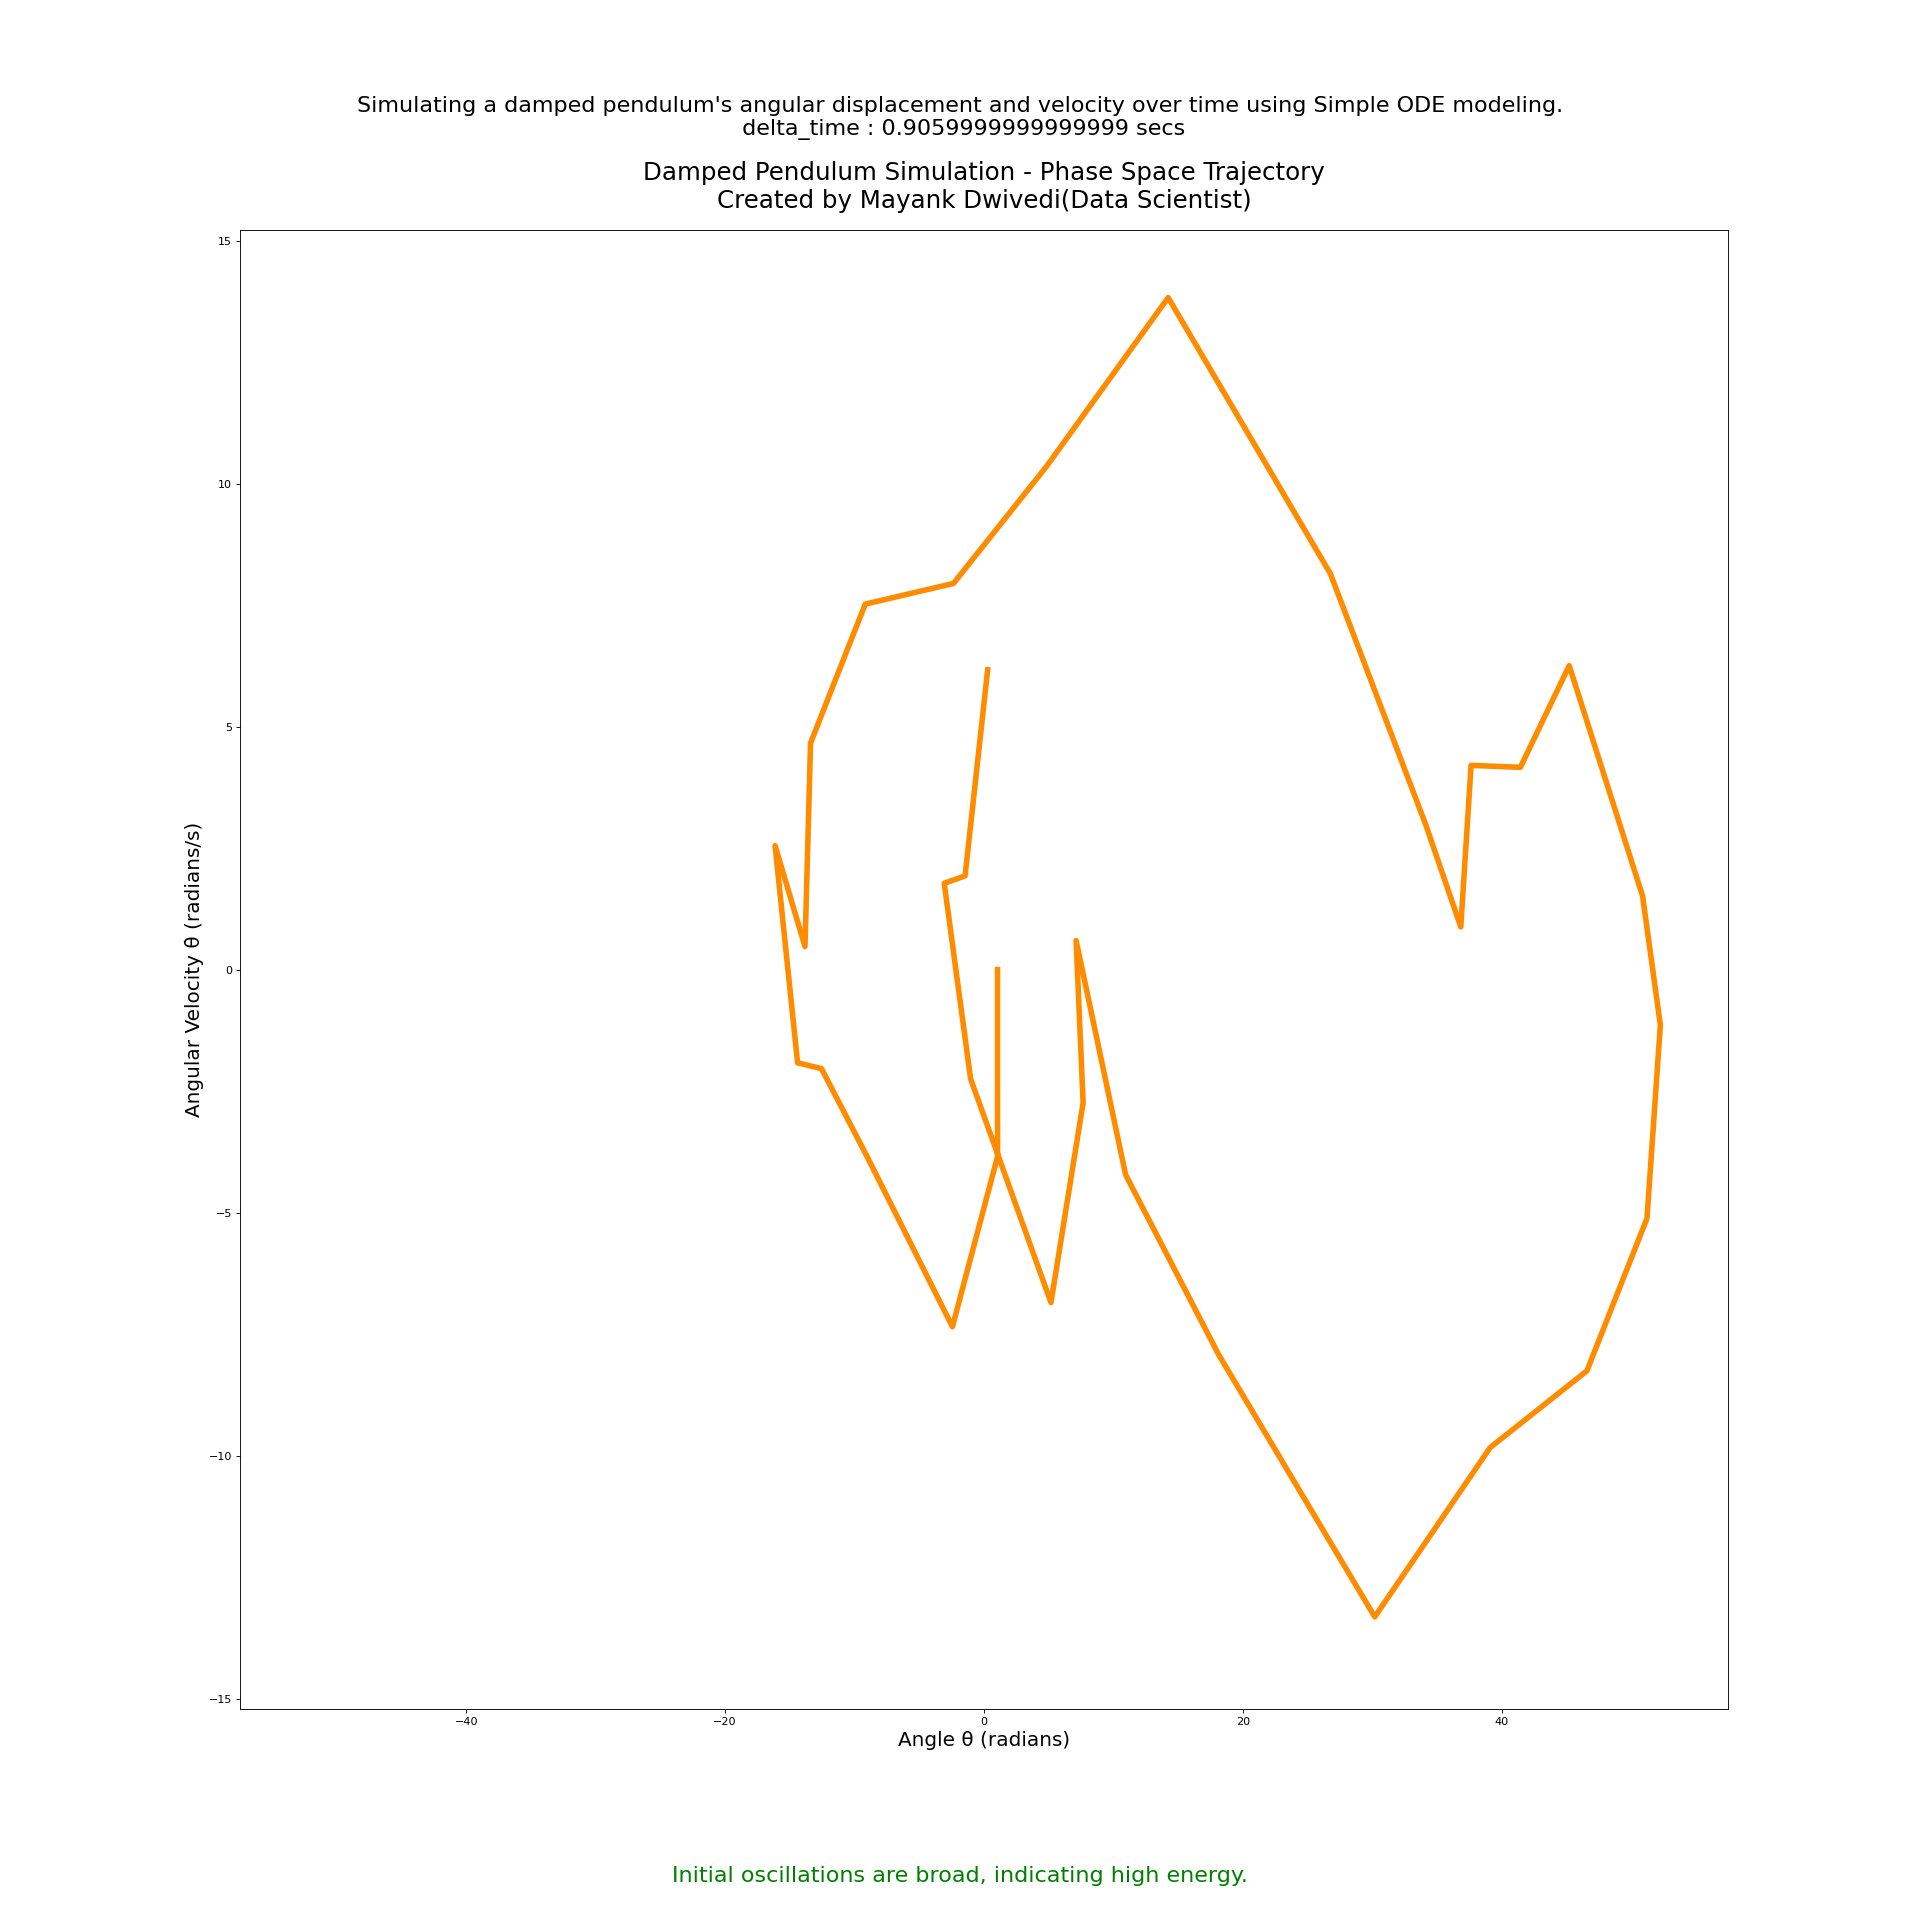 Simulating a damped pendulum's angular displacement and velocity over time using Simple ODE modeling.
delta_time : 0.9059999999999999 secs
Damped Pendulum Simulation - Phase Space Trajectory
Created by Mayank Dwivedi(Data Scientist)
15
10
5
0
−5
−10
−15
Angular Velocity θ (radians/s)
−40
−20
0
20
40
Angle θ (radians)
Initial oscillations are broad, indicating high energy.